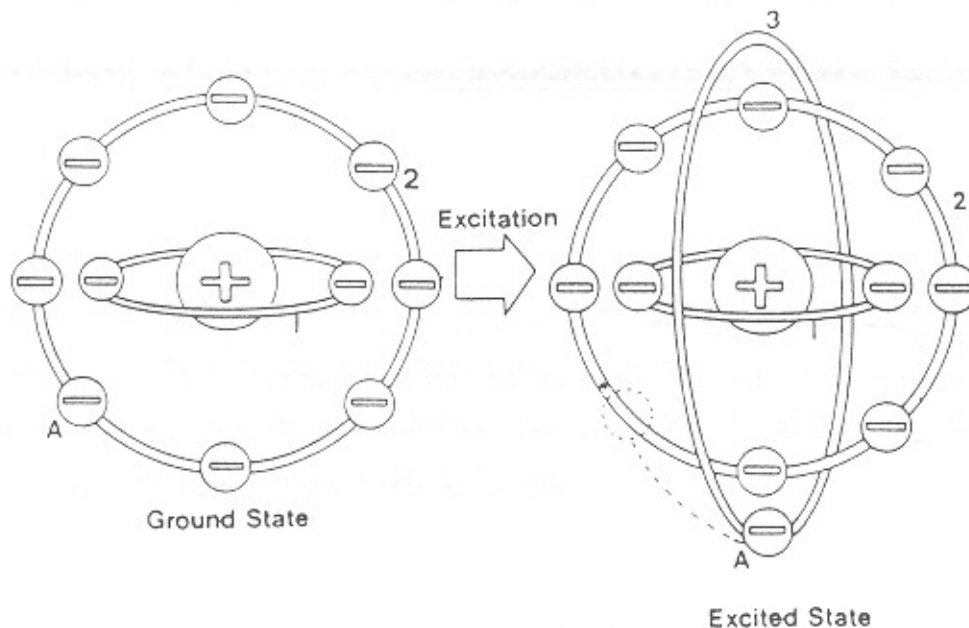 3
2
Excitation
2
+
+
1
1
A
Ground State
A
Excited State